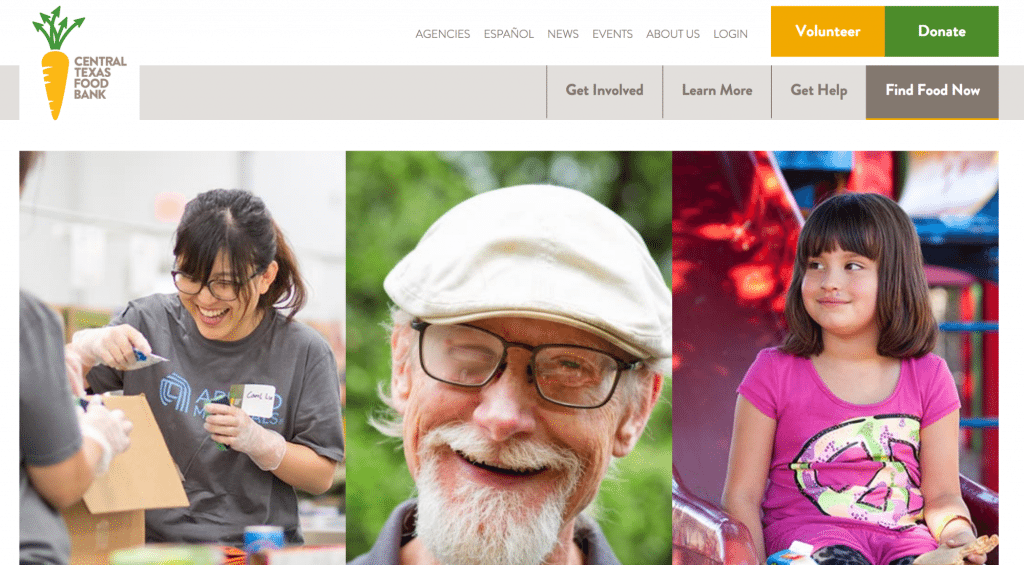 AGENCIES ESPAÑOL NEWS EVENTS ABOUT US LOGIN
Volunteer
Donate
CENTRAL
TEXAS
FOOD
BANK
Get Involved
Learn More
Get Help
Find Food Now